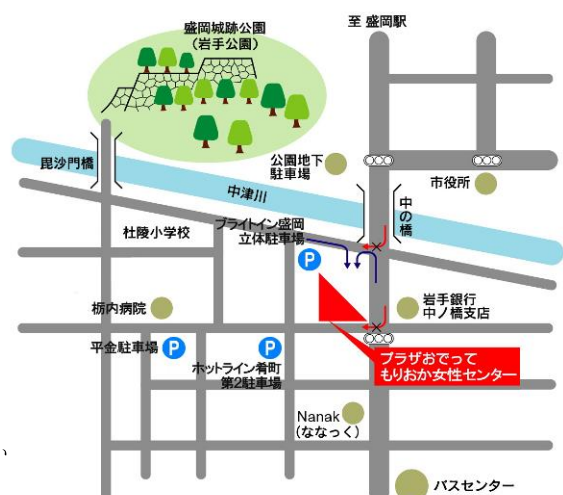 盛岡城跡公園
（岩手公園）
至 盛岡駅
毘沙門橋
公園地下
駐車場
中津川
市役所
中の橋
杜陵小学校
ブライトイン盛岡
立体駐車場
P
栃内病院
岩手銀行
中ノ橋支店
平金駐車場
P
P
ホットライン肴町
第2駐車場
プラザおでって
もりおか女性センター
Nanak
（ななっく）
バスセンター
い